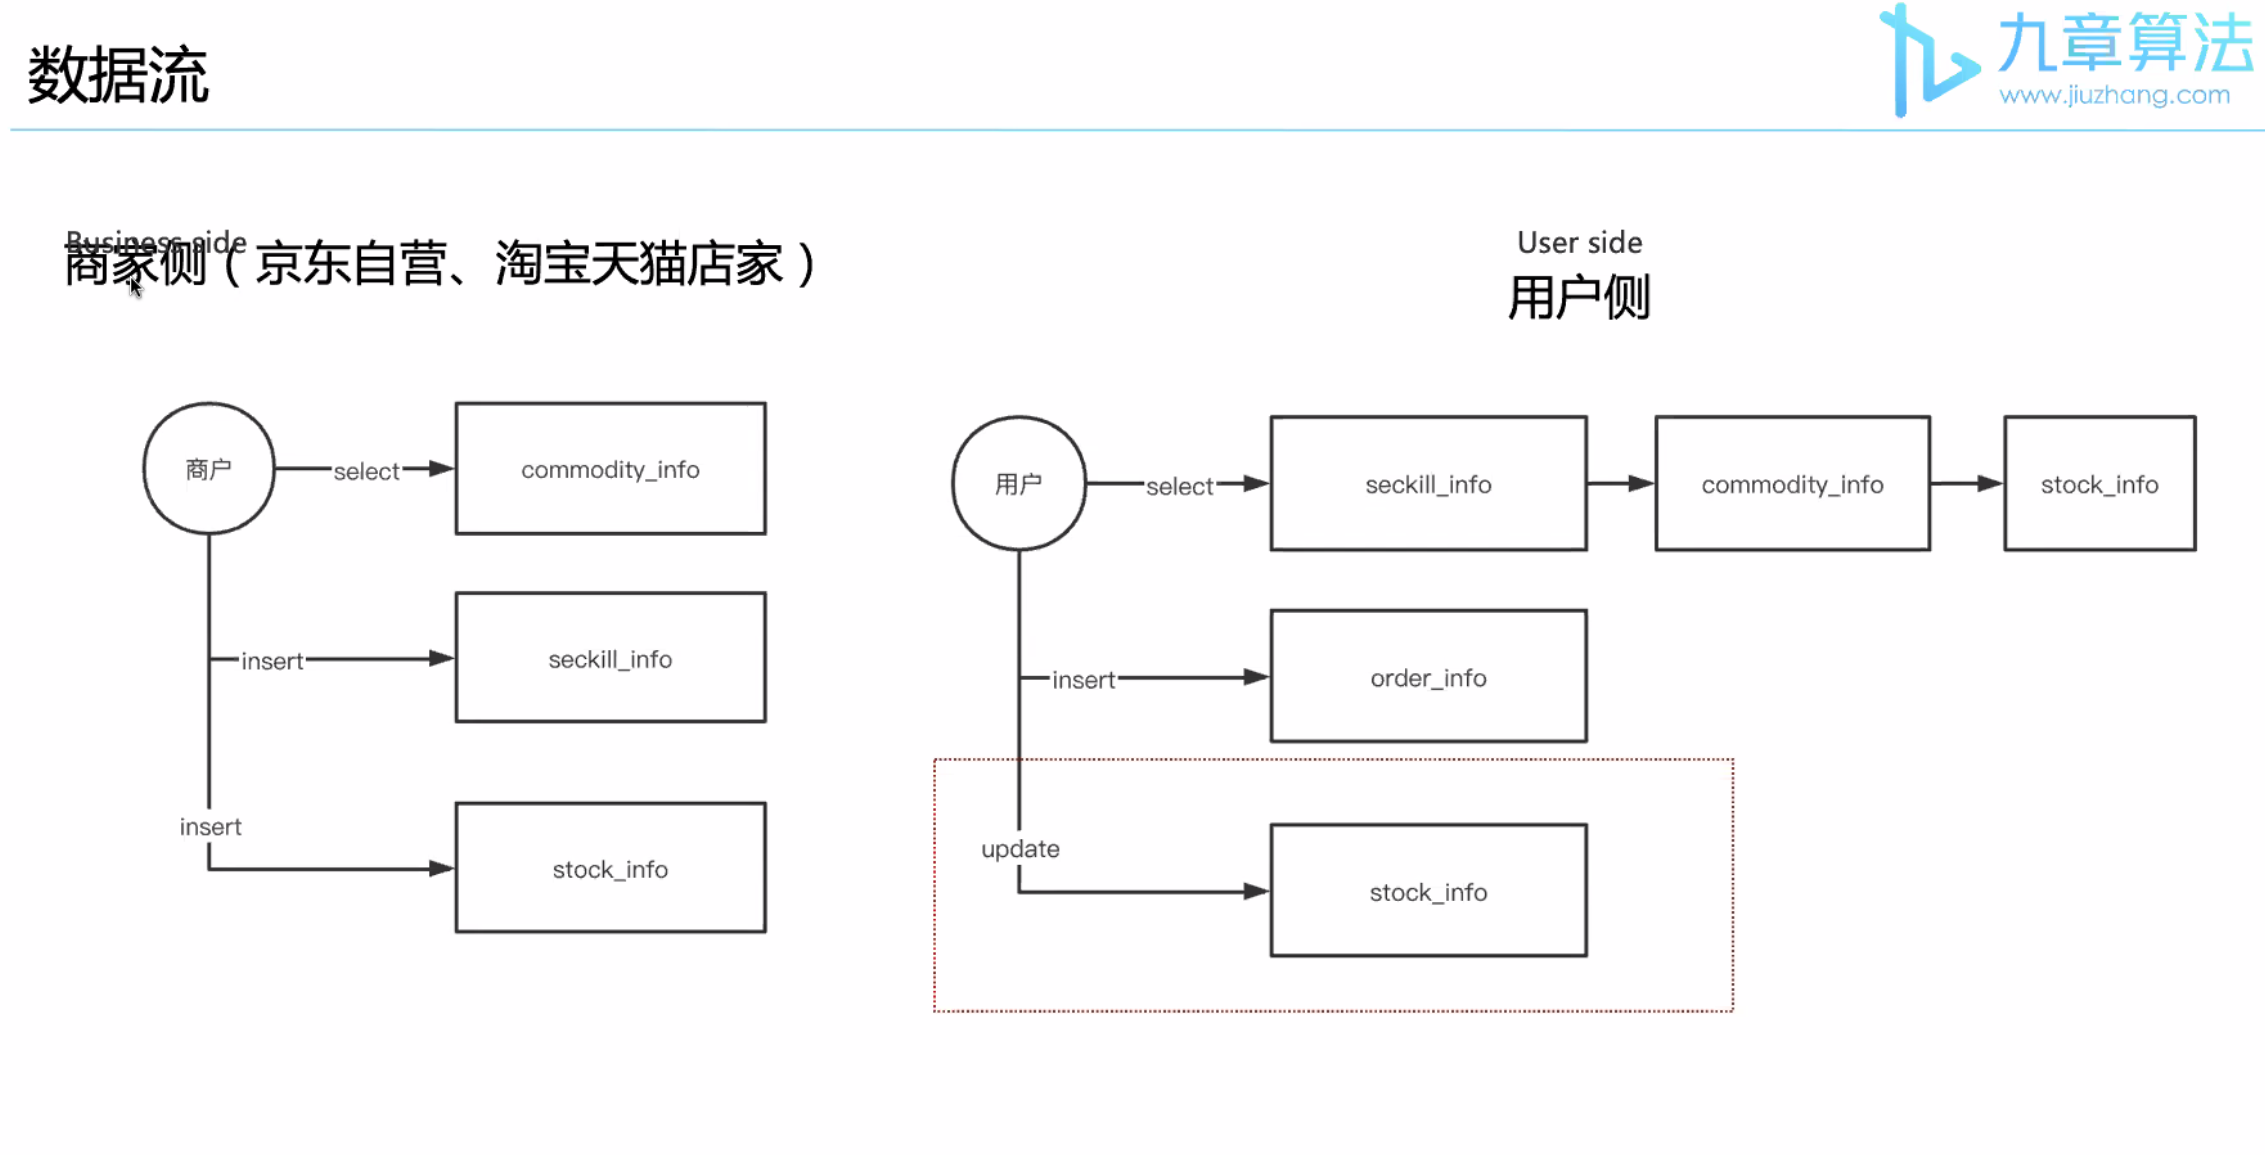 数据流
九章算法
www.jiuzhang.com
Business side
商家侧（京东自营、淘宝天猫店家）
User side
用户侧
商户
select
commodity_info
insert
seckill_info
insert
stock_info
用户
select
seckill_info
commodity_info
stock_info
insert
order_info
update
stock_info